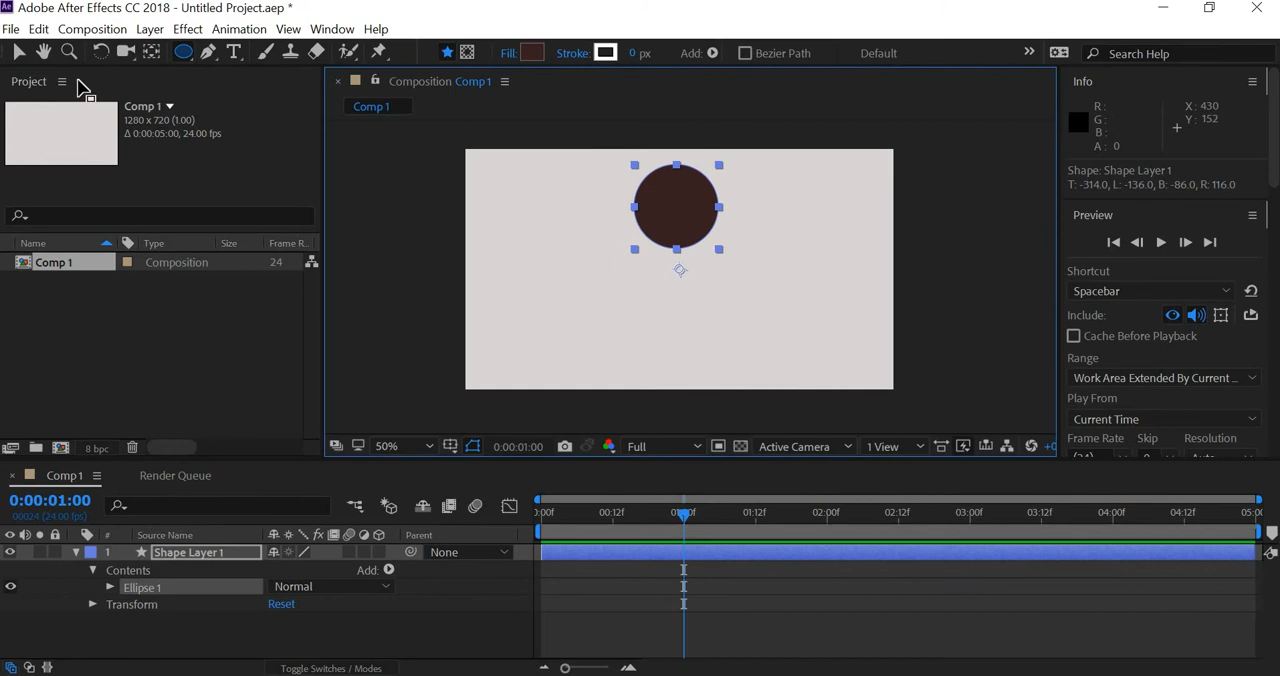 Ae Adobe After Effects CC 2018 - Untitled Project.aep *
File Edit Composition Layer Effect Animation View Window Help
Fill: Stroke: 0 px Add: Bezier Path Default Search Help
Project
Comp 1
1280 x 720 (1.00)
Δ 0:00:05:00, 24.00 fps
Name Type Size Frame R..
Comp 1 Composition 24
8 bpc
Composition Comp 1
Comp 1
50% 0:00:01:00 Full Active Camera 1 View +0
Info
R: X: 430
G: Y: 152
B:
A: 0
Shape: Shape Layer 1
T: -314.0, L: -136.0, B: -86.0, R: 116.0
Preview
Shortcut
Spacebar
Include:
Cache Before Playback
Range
Work Area Extended By Current ...
Play From
Current Time
Frame Rate Skip Resolution
(24) 0 Auto
Comp 1 Render Queue
0:00:01:00
00024 (24.00 fps)
:00f 00:12f 01:00f 01:12f 02:00f 02:12f 03:00f 03:12f 04:00f 04:12f 05:00
# Source Name fx Parent
1 Shape Layer 1 None
Contents Add:
Ellipse 1 Normal
Transform Reset
Toggle Switches / Modes